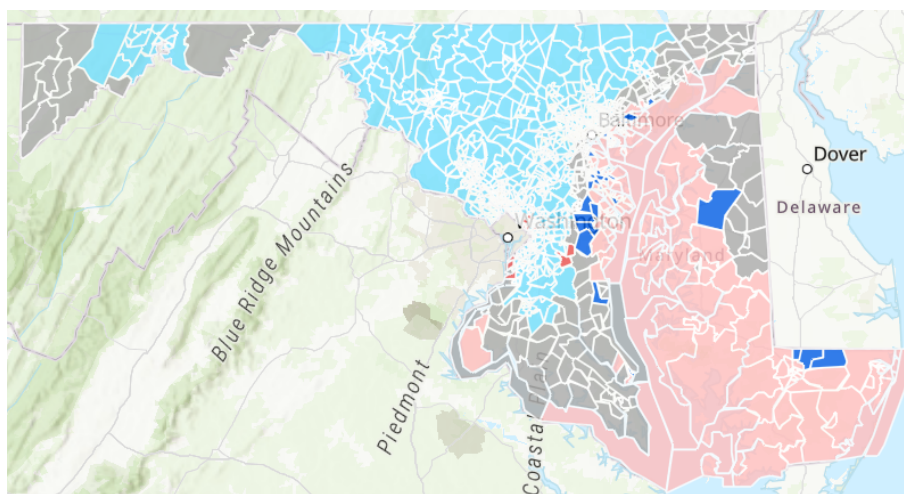 Baltimore
Dover
Delaware
Washington
Maryland
Blue Ridge Mountains
Piedmont
Coastal Plain